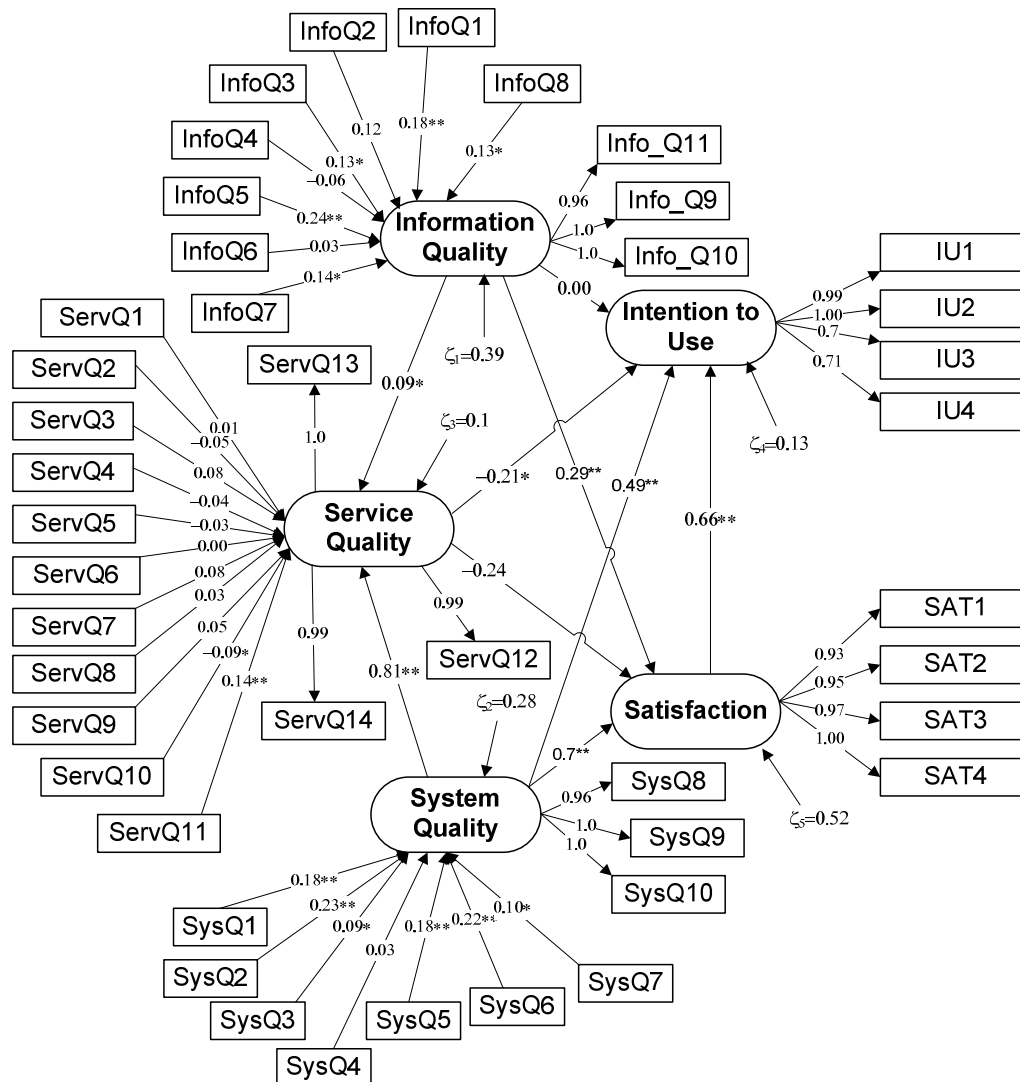 InfoQ1
InfoQ2
InfoQ3
InfoQ8
InfoQ4
Info_Q11
InfoQ5
Info_Q9
InfoQ6
Info_Q10
InfoQ7
0.12
0.18**
0.13*
0.13*
−0.06
0.24**
0.03
0.14*
Information
Quality
0.96
1.0
1.0
0.00
ζ1=0.39
0.09*
Intention to
Use
IU1
IU2
IU3
IU4
0.99
1.00
0.7
0.71
ζ4=0.13
ServQ1
ServQ2
ServQ3
ServQ4
ServQ5
ServQ6
ServQ7
ServQ8
ServQ9
ServQ10
ServQ11
ServQ13
0.01
−0.05
0.08
−0.04
−0.03
0.00
0.08
0.03
0.05
−0.09*
0.14**
1.0
ζ3=0.1
Service
Quality
−0.21*
0.29**
0.49**
0.66**
−0.24
0.99
0.99
ServQ12
ServQ14
0.81**
ζ2=0.28
0.7**
Satisfaction
SAT1
SAT2
SAT3
SAT4
0.93
0.95
0.97
1.00
ζ5=0.52
System
Quality
0.96
1.0
1.0
SysQ8
SysQ9
SysQ10
0.18**
0.23**
0.09*
0.03
0.18**
0.22**
0.10*
SysQ1
SysQ2
SysQ3
SysQ4
SysQ5
SysQ6
SysQ7